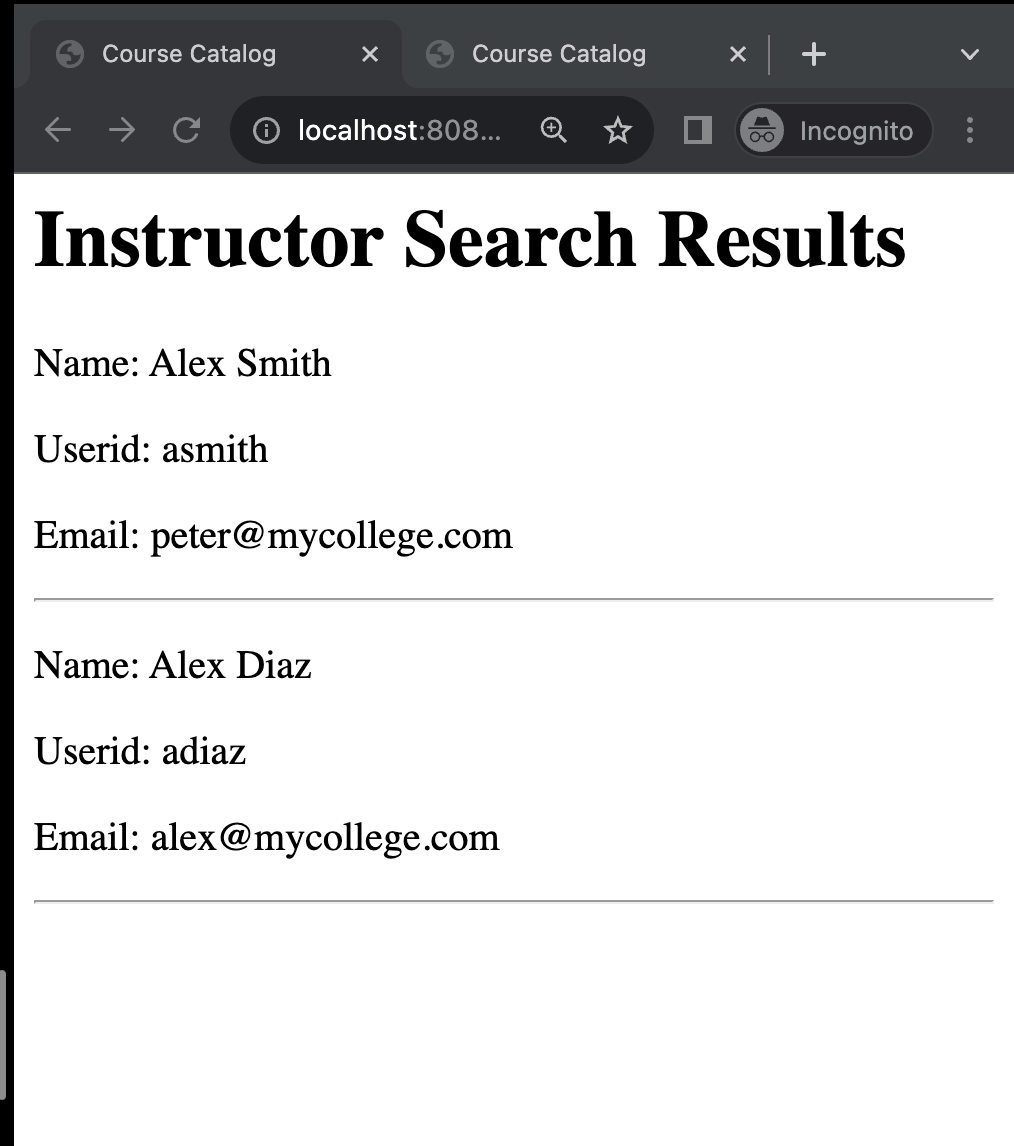 Course Catalog
Course Catalog
localhost:808...
Incognito
Instructor Search Results
Name: Alex Smith
Userid: asmith
Email: peter@mycollege.com
Name: Alex Diaz
Userid: adiaz
Email: alex@mycollege.com